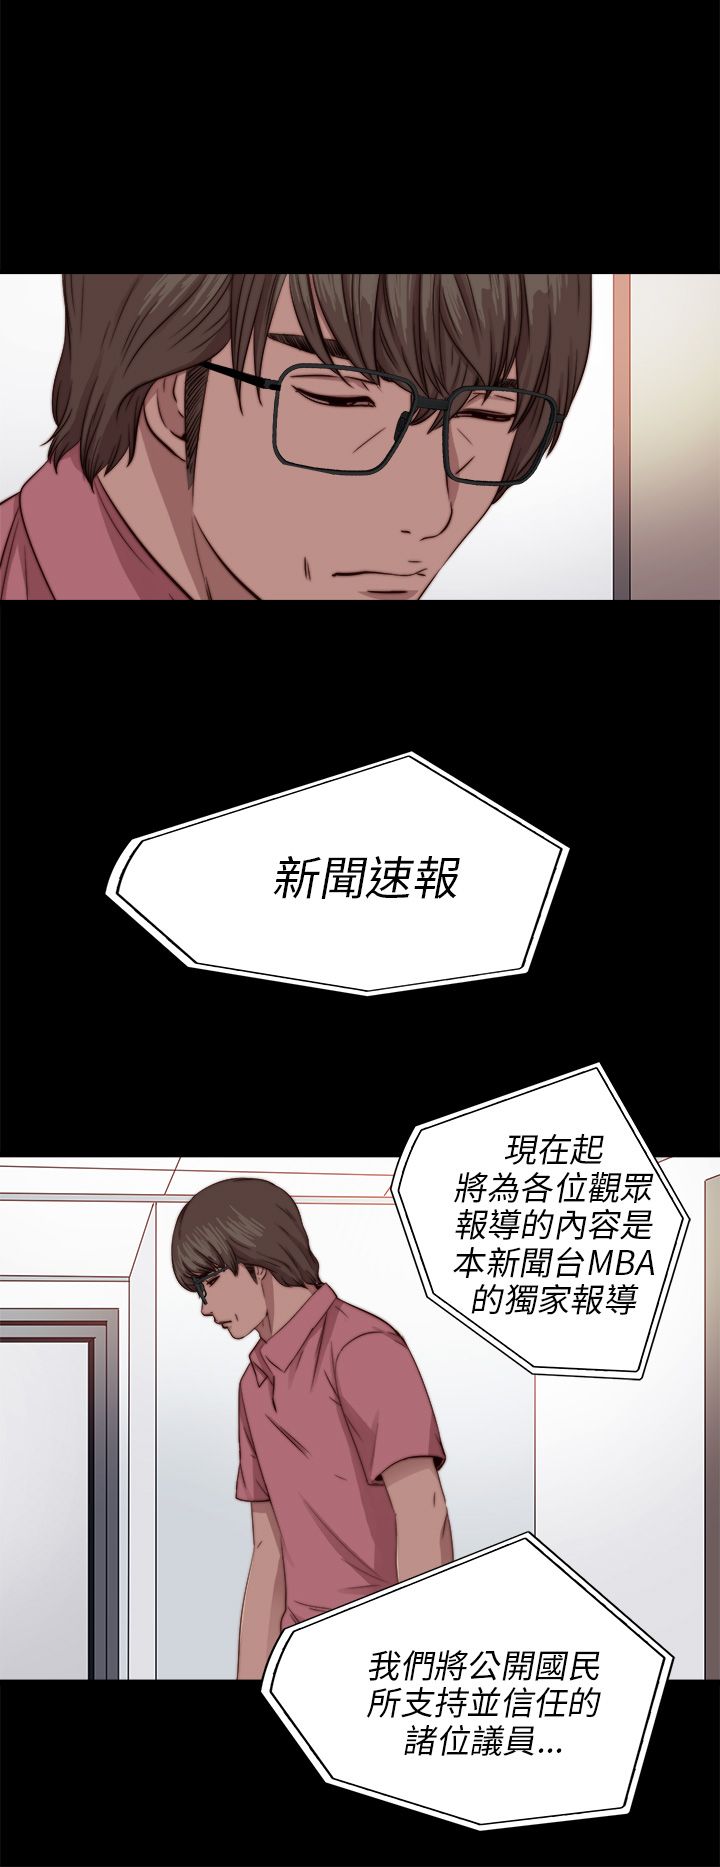 新聞速報
現在起
將為各位觀眾
報導的內容是
本新聞台MBA
的獨家報導
我們將公開國民
所支持並信任的
諸位議員...